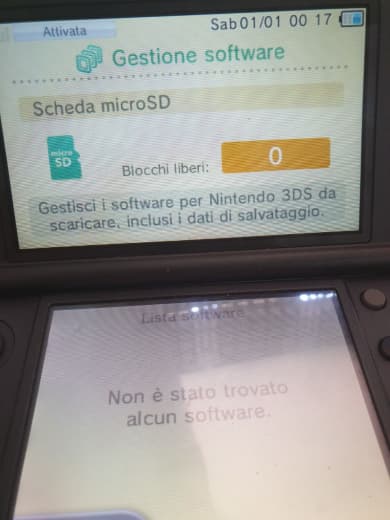 Attivata
Sab 01/01 00 17
Gestione software
Scheda microSD
micro
SD
Blocchi liberi:
0
Gestisci i software per Nintendo 3DS da
scaricare, inclusi i dati di salvataggio.
Lista software
Non è stato trovato
alcun software.